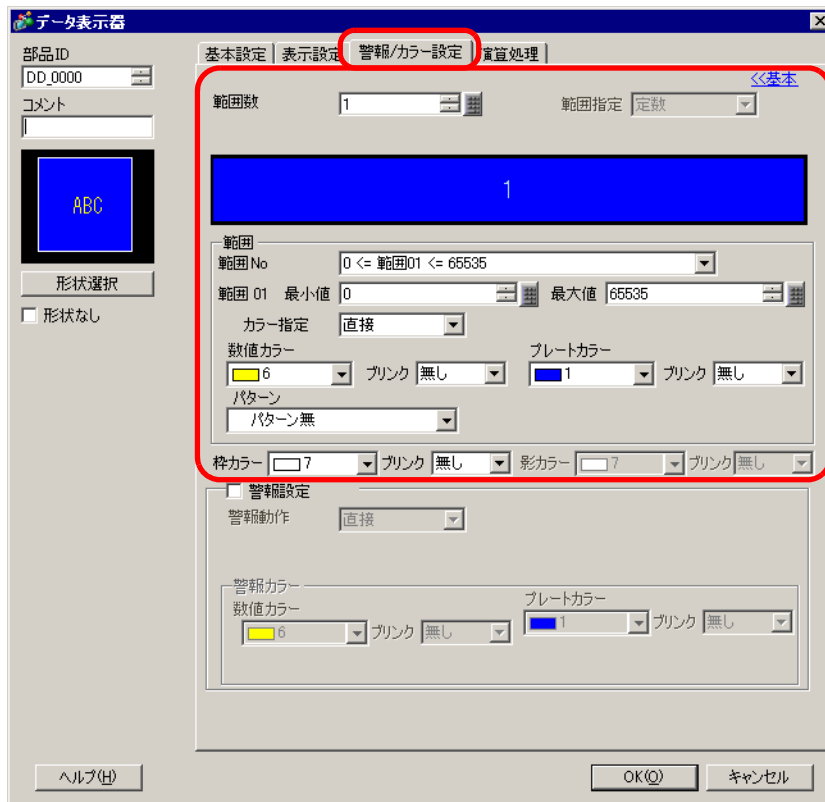 データ表示器
部品ID
DD_0000
コメント
ABC
形状選択
形状なし
基本設定 表示設定 警報/カラー設定 演算処理
<<基本
範囲数 1 範囲指定 定数
1
範囲
範囲No 0 <= 範囲01 <= 65535
範囲 01 最小値 0 最大値 65535
カラー指定 直接
数値カラー プレートカラー
6 ブリンク 無し 1 ブリンク 無し
パターン
パターン無
枠カラー 7 ブリンク 無し 影カラー 7 ブリンク 無し
警報設定
警報動作 直接
警報カラー
数値カラー プレートカラー
6 ブリンク 無し 1 ブリンク 無し
ヘルプ(H) OK(O) キャンセル